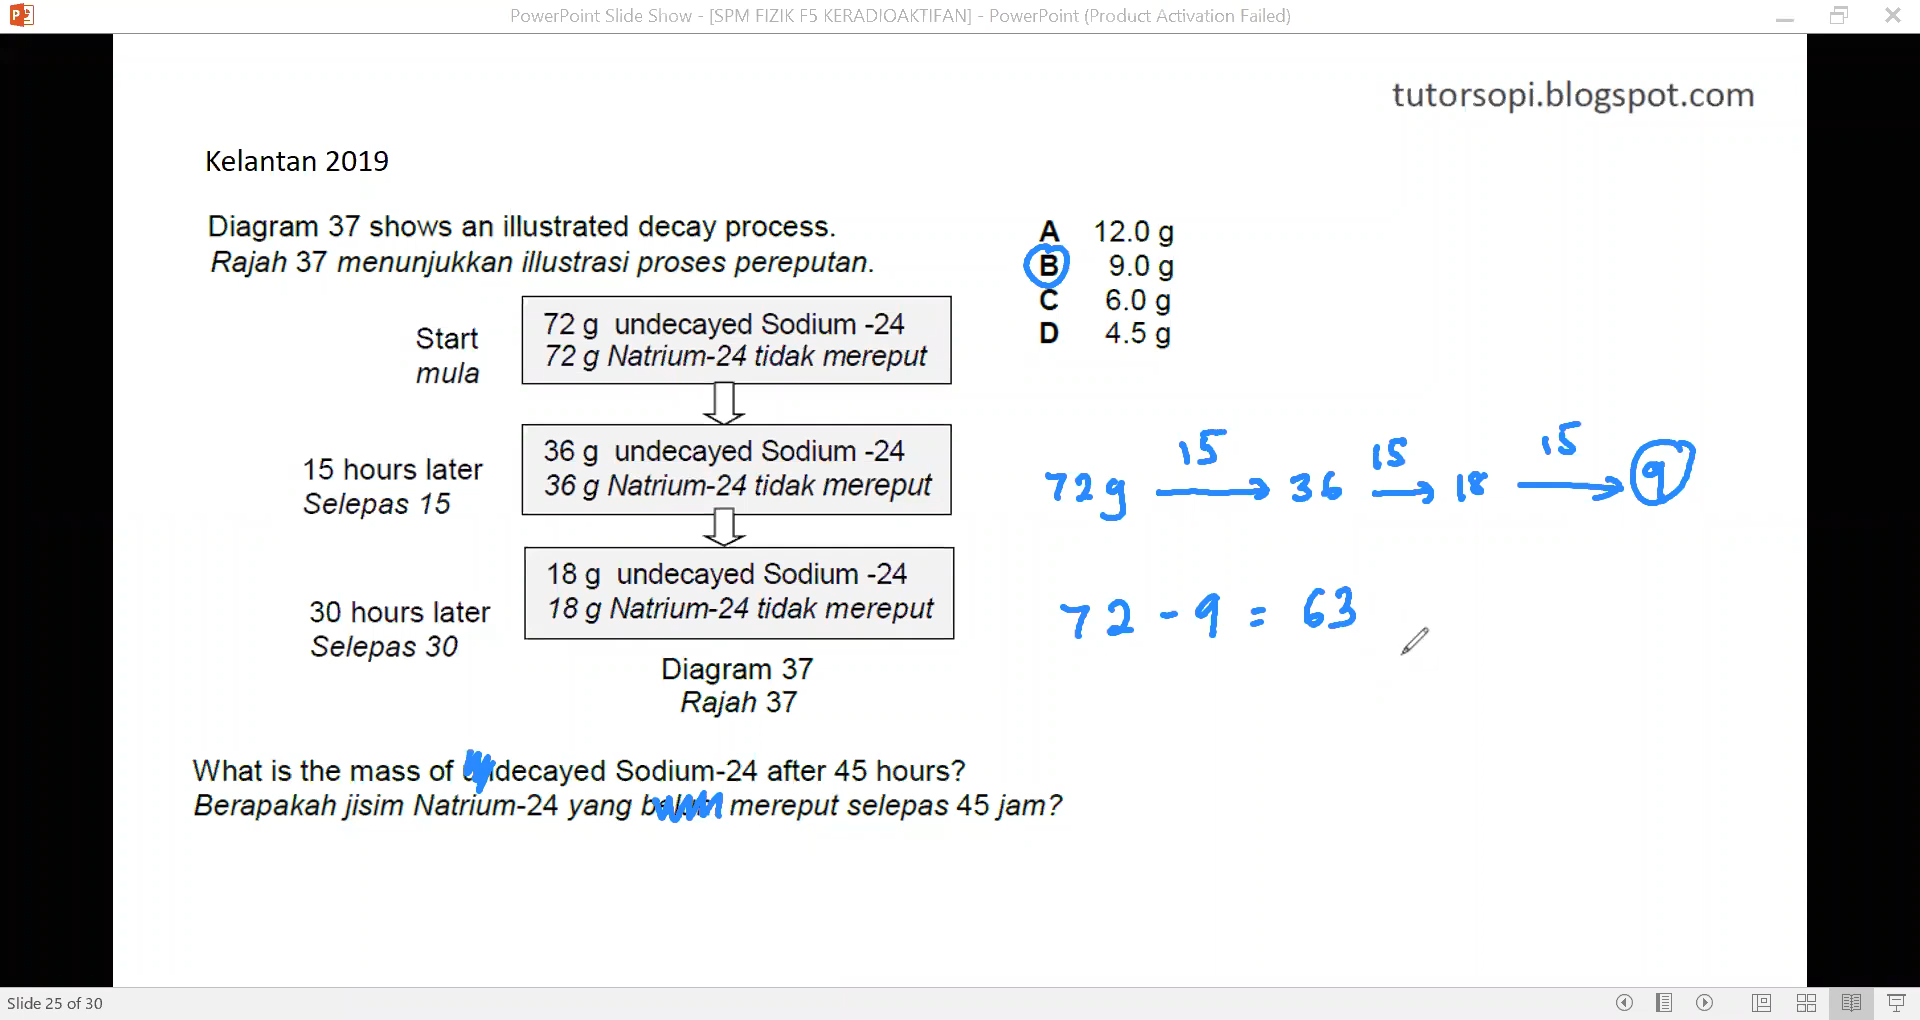 PowerPoint Slide Show - [SPM FIZIK F5 KERADIOAKTIFAN] - PowerPoint (Product Activation Failed)
tutorsopi.blogspot.com
Kelantan 2019
Diagram 37 shows an illustrated decay process.
Rajah 37 menunjukkan illustrasi proses pereputan.
Start
mula
72 g undecayed Sodium -24
72 g Natrium-24 tidak mereput
15 hours later
Selepas 15
36 g undecayed Sodium -24
36 g Natrium-24 tidak mereput
30 hours later
Selepas 30
18 g undecayed Sodium -24
18 g Natrium-24 tidak mereput
Diagram 37
Rajah 37
What is the mass of decayed Sodium-24 after 45 hours?
Berapakah jisim Natrium-24 yang mereput selepas 45 jam?
A 12.0 g
B 9.0 g
C 6.0 g
D 4.5 g
15 15 15
72g → 36 → 18 → 9
72 - 9 = 63
Slide 25 of 30